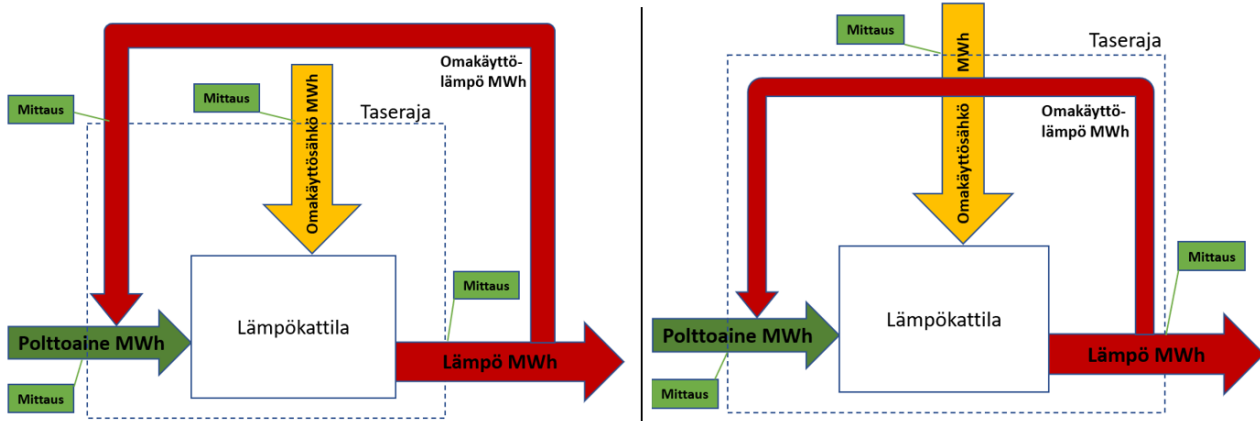 Omakäyttö-
lämpö MWh
Mittaus
Mittaus
Taseraja
Omakäyttösähkö MWh
Mittaus
Lämpökattila
Polttoaine MWh
Lämpö MWh
Mittaus
Mittaus
MWh
Taseraja
Omakäyttö-
lämpö MWh
Omakäyttösähkö
Mittaus
Lämpökattila
Polttoaine MWh
Lämpö MWh
Mittaus